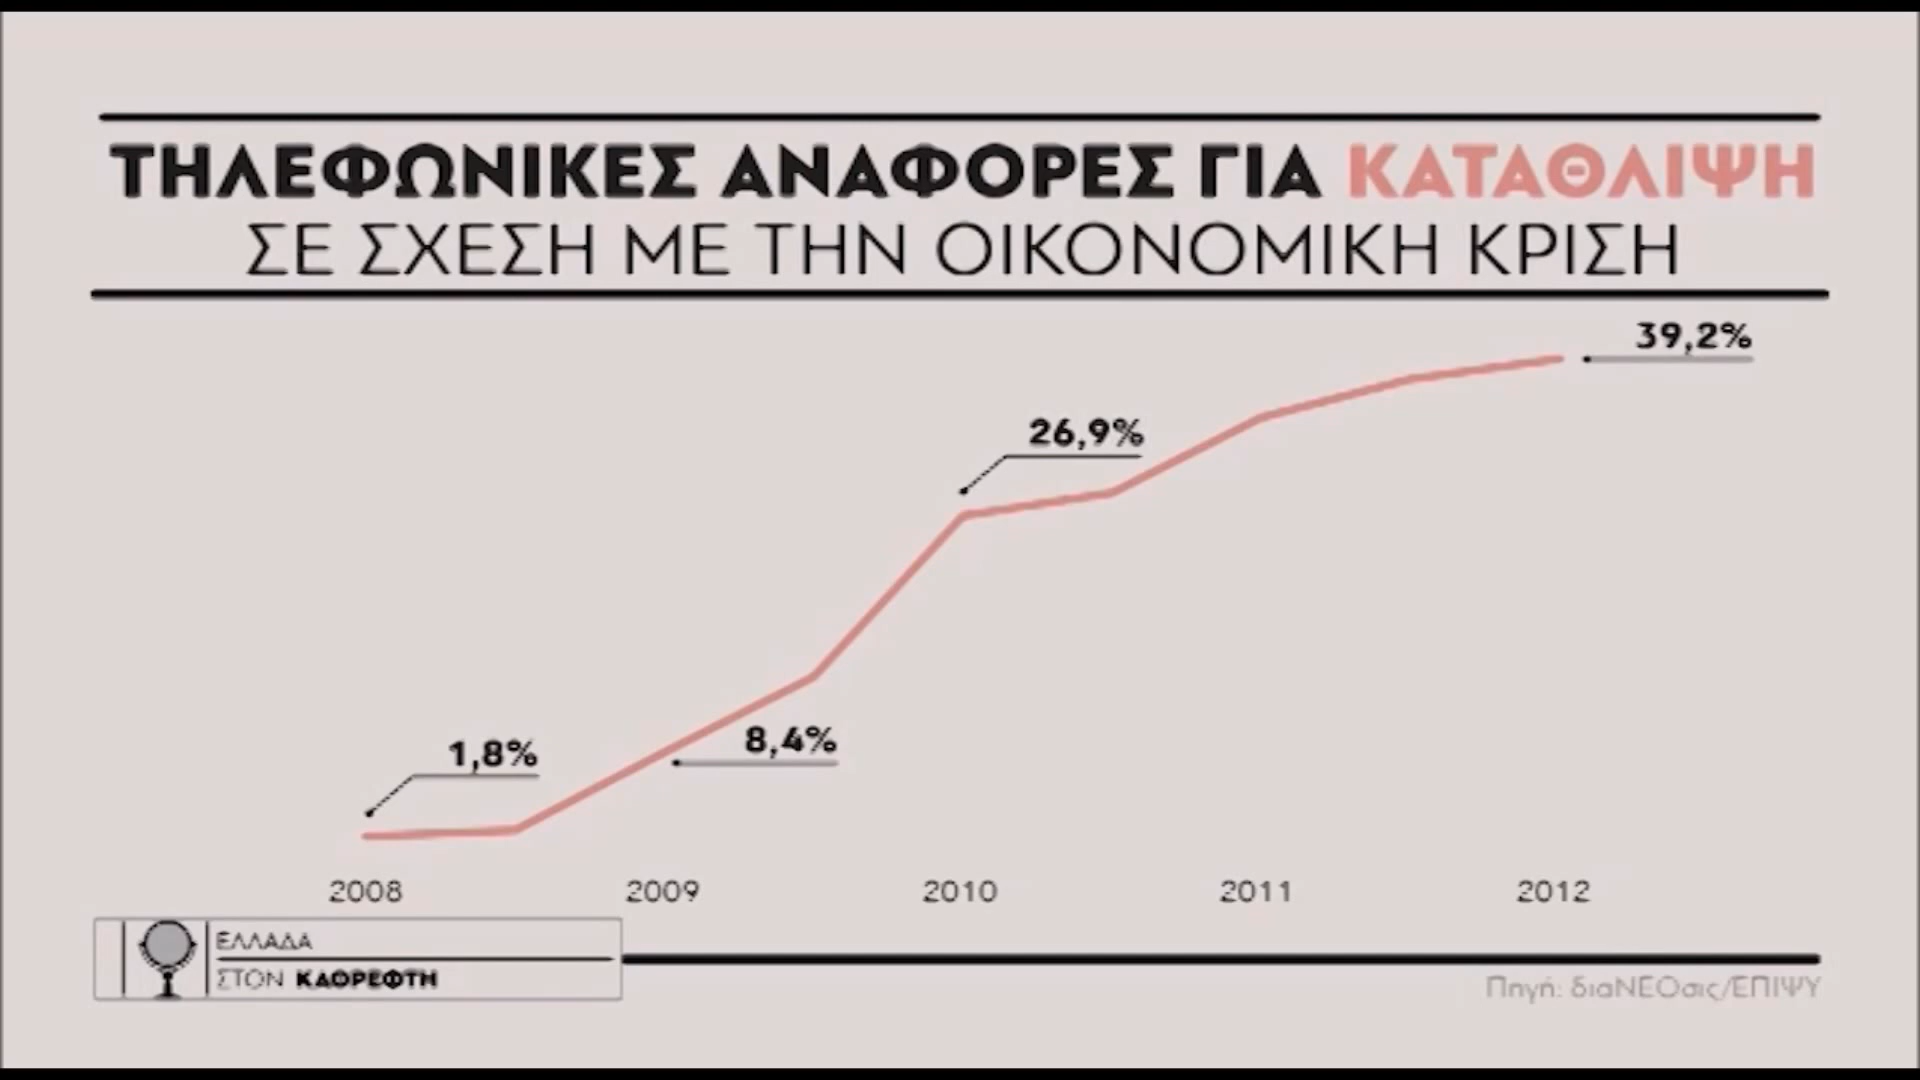 ΤΗΛΕΦΩΝΙΚΕΣ ΑΝΑΦΟΡΕΣ ΓΙΑ ΚΑΤΑΘΛΙΨΗ
ΣΕ ΣΧΕΣΗ ΜΕ ΤΗΝ ΟΙΚΟΝΟΜΙΚΗ ΚΡΙΣΗ
39,2%
26,9%
8,4%
1,8%
2008 2009 2010 2011 2012
ΕΛΛΑΔΑ
ΣΤΟΝ ΚΑΘΡΕΦΤΗ
Πηγή: διαΝΕΟσις/ΕΠΙΨΥ